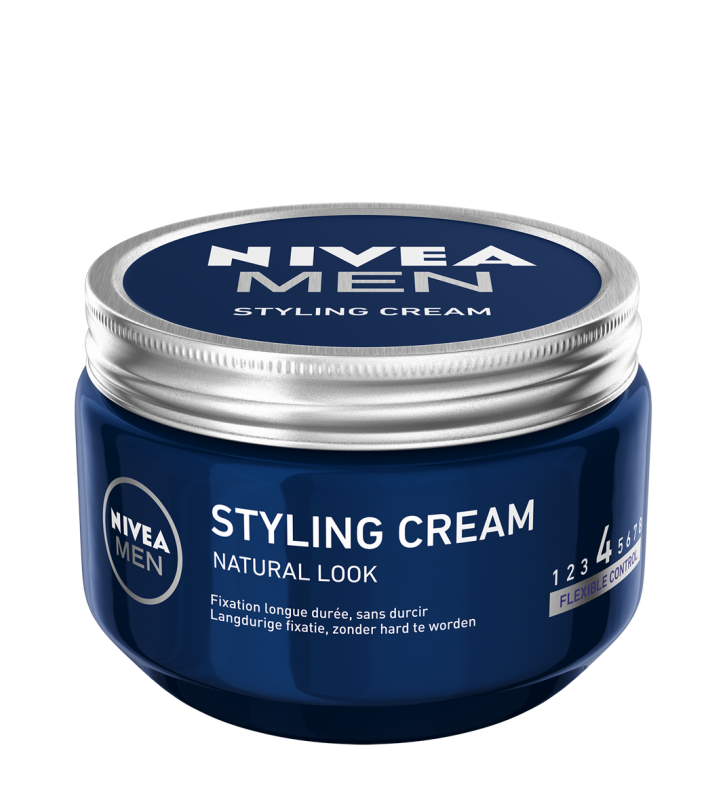 NIVEA
MEN
STYLING CREAM
NIVEA
MEN
STYLING CREAM
NATURAL LOOK
Fixation longue durée, sans durcir
Langdurige fixatie, zonder hard te worden
1 2 3 4 5 6 7 8
FLEXIBLE CONTROL